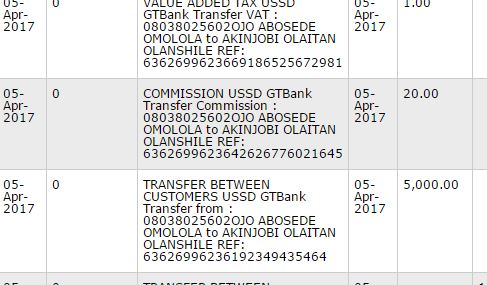 05-
Apr-
2017
0
VALUE ADDED TAX USSD
GTBank Transfer VAT :
08038025602OJO ABOSEDE
OMOLOLA to AKINJOBI OLAITAN
OLANSHILE REF:
6362699623669186525672981
05-
Apr-
2017
1.00
05-
Apr-
2017
0
COMMISSION USSD GTBank
Transfer Commission :
08038025602OJO ABOSEDE
OMOLOLA to AKINJOBI OLAITAN
OLANSHILE REF:
6362699623642626776021645
05-
Apr-
2017
20.00
05-
Apr-
2017
0
TRANSFER BETWEEN
CUSTOMERS USSD GTBank
Transfer from :
08038025602OJO ABOSEDE
OMOLOLA to AKINJOBI OLAITAN
OLANSHILE REF:
63626996236192349435464
05-
Apr-
2017
5,000.00
05-
0
TRANSFER BETWEEN
05-